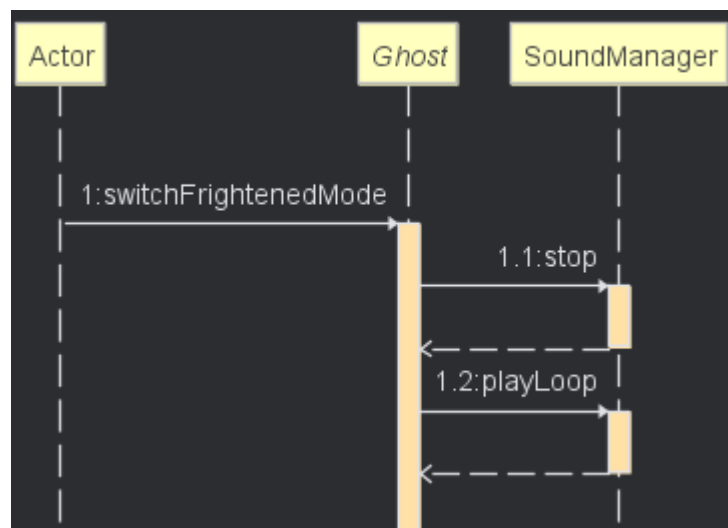 Actor
Ghost
SoundManager
1:switchFrightenedMode
1.1:stop
1.2:playLoop